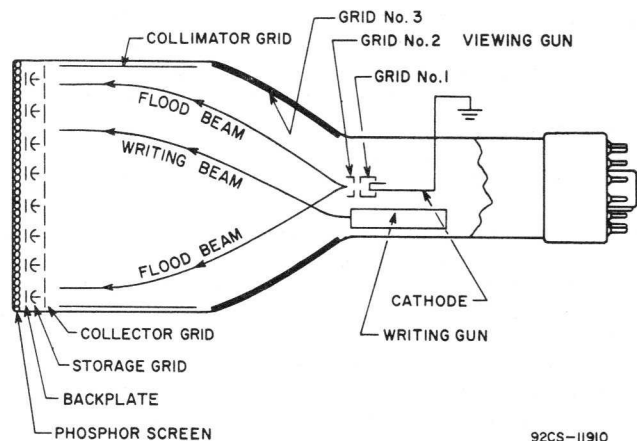 GRID No.3
COLLIMATOR GRID
GRID No.2 VIEWING GUN
GRID No.1
FLOOD BEAM
WRITING BEAM
FLOOD BEAM
CATHODE
COLLECTOR GRID
WRITING GUN
STORAGE GRID
BACKPLATE
PHOSPHOR SCREEN
92CS-11910